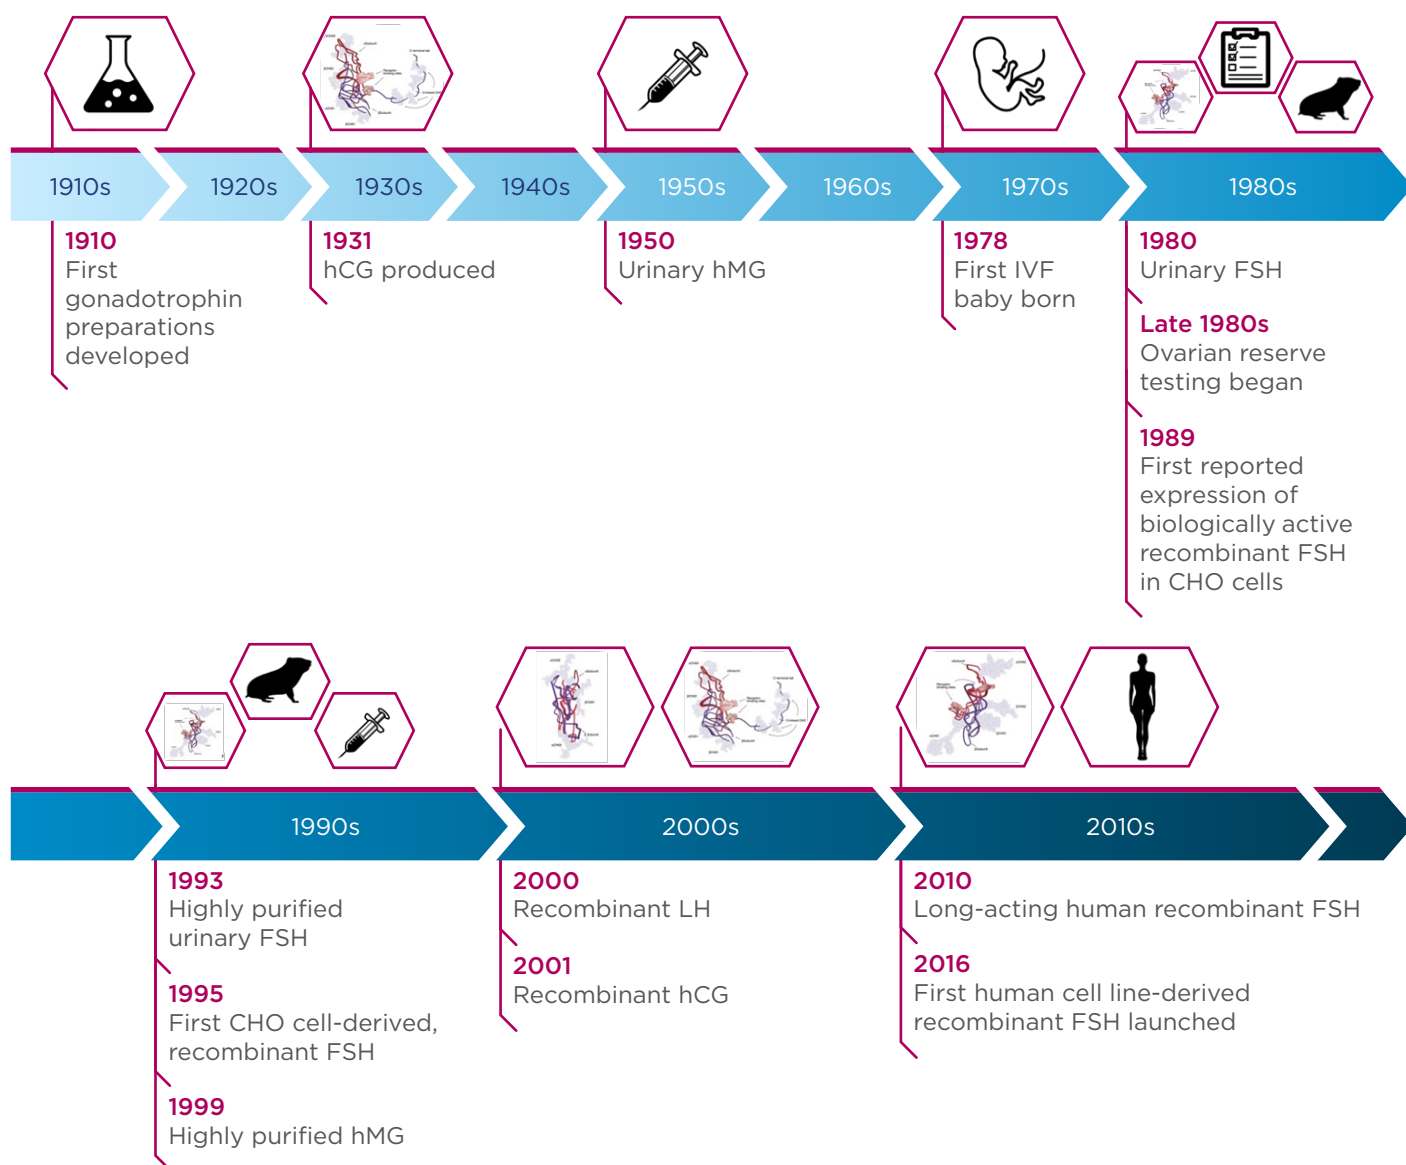 1910s
1920s
1930s
1940s
1950s
1960s
1970s
1980s
1910
First
gonadotrophin
preparations
developed
1931
hCG produced
1950
Urinary hMG
1978
First IVF
baby born
1980
Urinary FSH
Late 1980s
Ovarian reserve
testing began
1989
First reported
expression of
biologically active
recombinant FSH
in CHO cells
1990s
2000s
2010s
1993
Highly purified
urinary FSH
1995
First CHO cell-derived,
recombinant FSH
1999
Highly purified hMG
2000
Recombinant LH
2001
Recombinant hCG
2010
Long-acting human recombinant FSH
2016
First human cell line-derived
recombinant FSH launched